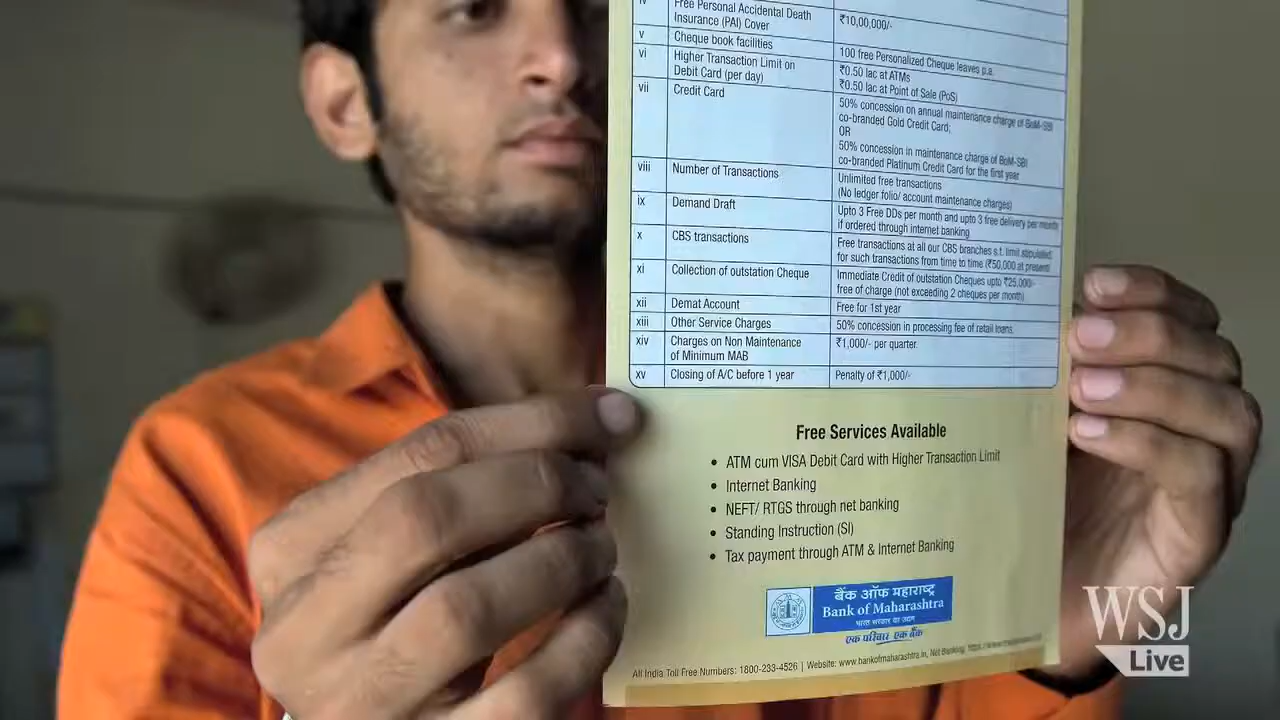 iv Free Personal Accidental Death
Insurance (PAI) Cover
₹10,00,000/-
v Cheque book facilities
100 free Personalized Cheque leaves p.a.
vi Higher Transaction Limit on
Debit Card (per day)
₹0.50 lac at ATMs
₹0.50 lac at Point of Sale (PoS)
vii Credit Card
50% concession on annual maintenance charge of BoM-SBI
co-branded Gold Credit Card;
OR
50% concession in maintenance charge of BoM-SBI
co-branded Platinum Credit Card for the first year
viii Number of Transactions
Unlimited free transactions
(No ledger folio/ account maintenance charges)
ix Demand Draft
Upto 3 Free DDs per month and upto 3 free delivery per month
if ordered through internet banking
x CBS transactions
Free transactions at all our CBS branches s.t. limit stipulated
for such transactions from time to time (₹50,000 at present)
xi Collection of outstation Cheque
Immediate Credit of outstation Cheques upto ₹25,000/-
free of charge (not exceeding 2 cheques per month)
xii Demat Account
Free for 1st year
xiii Other Service Charges
50% concession in processing fee of retail loans.
xiv Charges on Non Maintenance
of Minimum MAB
₹1,000/- per quarter.
xv Closing of A/C before 1 year
Penalty of ₹1,000/-
Free Services Available
• ATM cum VISA Debit Card with Higher Transaction Limit
• Internet Banking
• NEFT/ RTGS through net banking
• Standing Instruction (SI)
• Tax payment through ATM & Internet Banking
बैंक ऑफ महाराष्ट्र
Bank of Maharashtra
भारत सरकार का उद्यम
एक परिवार एक बैंक
All India Toll Free Numbers: 1800-233-4526 | Website: www.bankofmaharashtra.in, Net Banking:
WSJ
Live